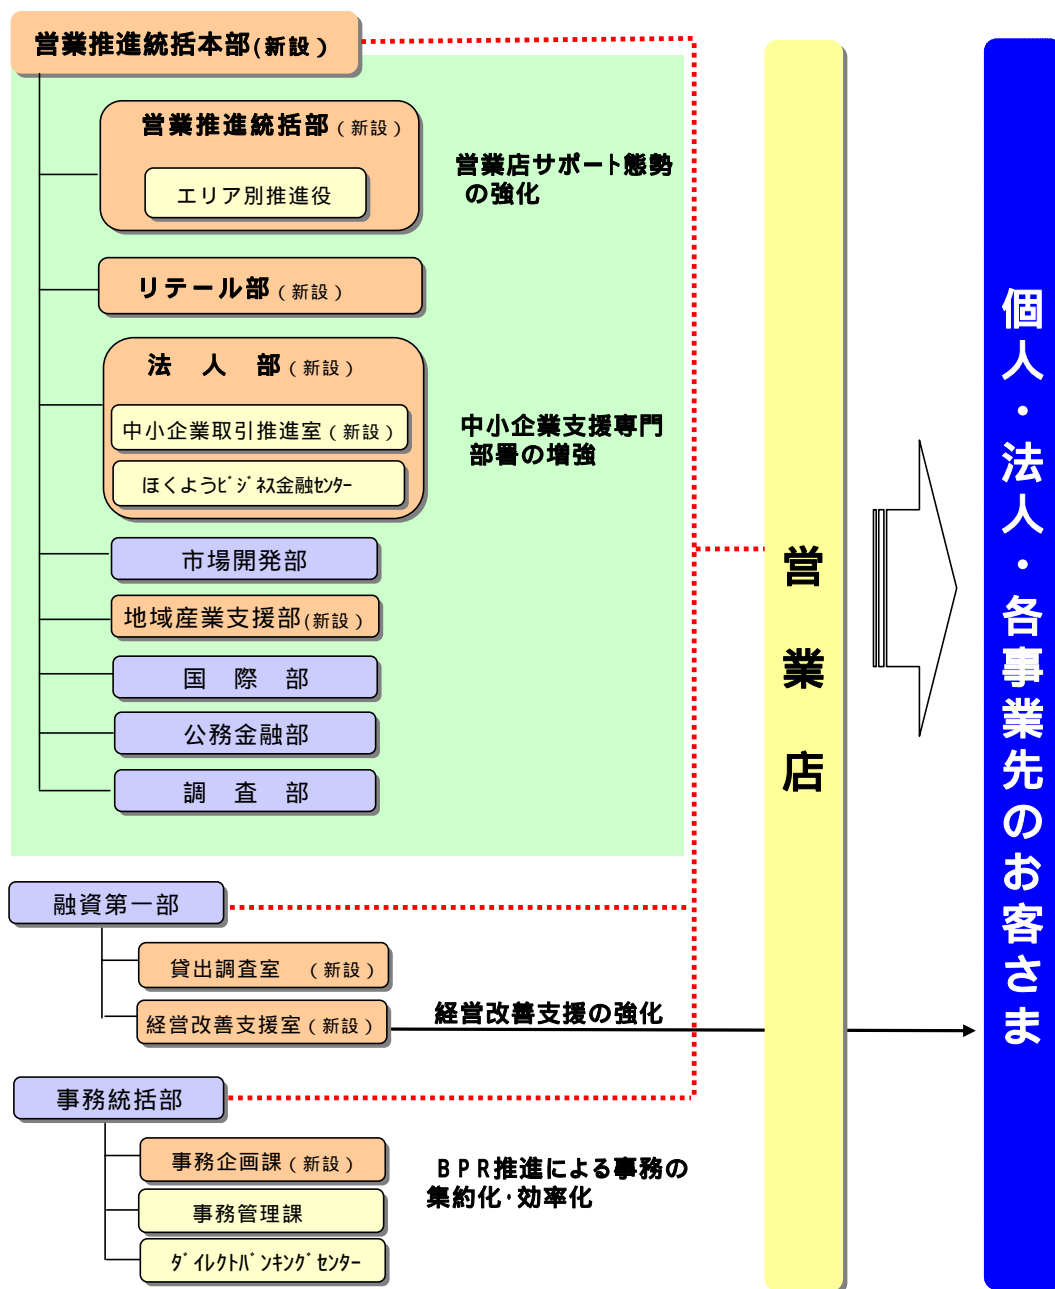 営業推進統括本部(新設)
営業推進統括部(新設)
エリア別推進役
営業店サポート態勢
の強化
リテール部(新設)
法 人 部(新設)
中小企業取引推進室(新設)
ほくようビジネス金融センター
中小企業支援専門
部署の増強
市場開発部
地域産業支援部(新設)
国 際 部
公務金融部
調 査 部
融資第一部
貸出調査室 (新設)
経営改善支援室(新設)
経営改善支援の強化
事務統括部
事務企画課(新設)
事務管理課
ダイレクトバンキングセンター
BPR推進による事務の
集約化・効率化
営業店
個人・法人・各事業先のお客さま